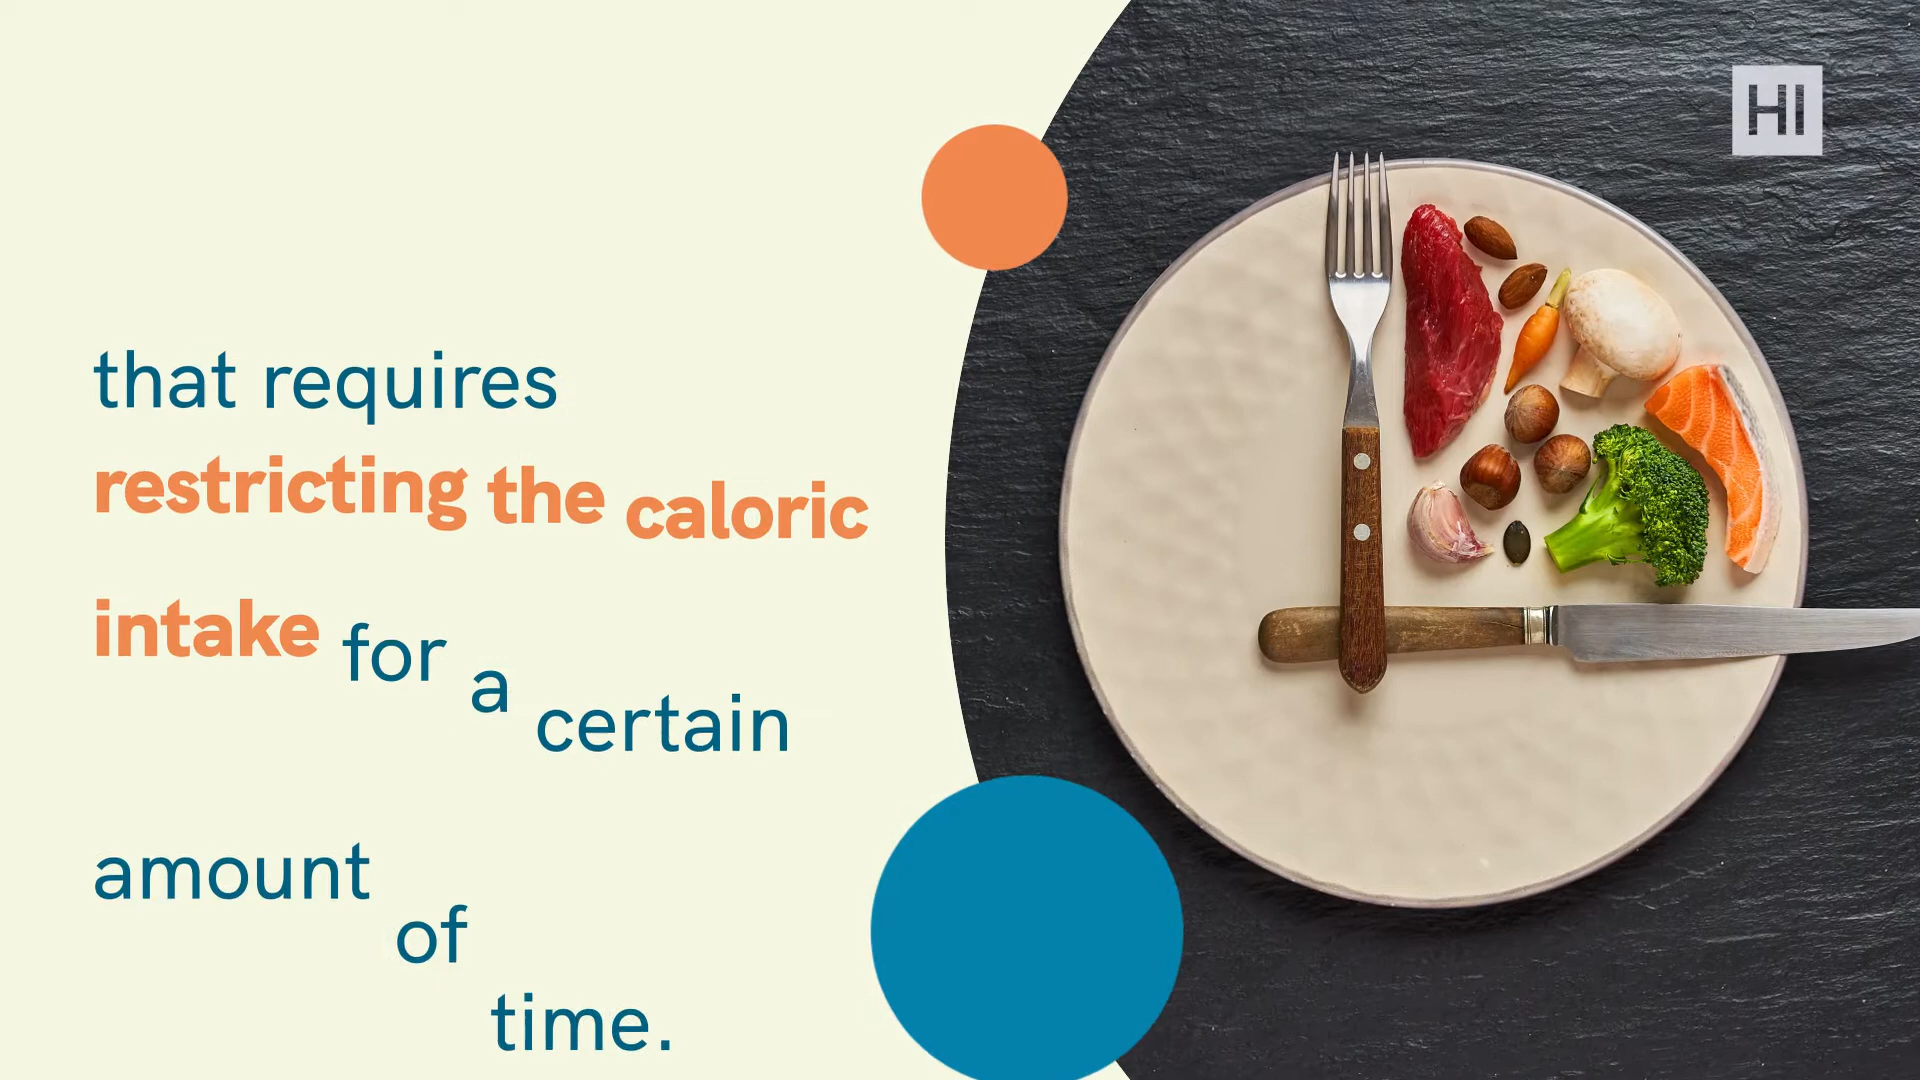 HI
that requires
restricting the caloric
intake for a certain
amount of
time.